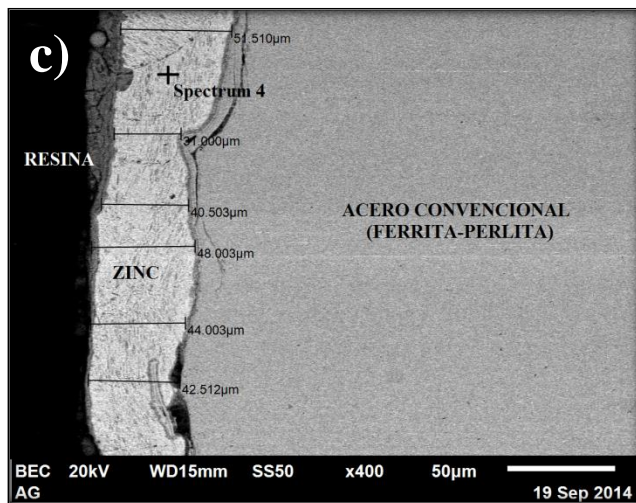 c)
51.510µm
Spectrum 4
31.000µm
RESINA
40.503µm
ACERO CONVENCIONAL
(FERRITA-PERLITA)
48.003µm
ZINC
44.003µm
42.512µm
BEC 20kV WD15mm SS50 x400 50µm
AG 19 Sep 2014